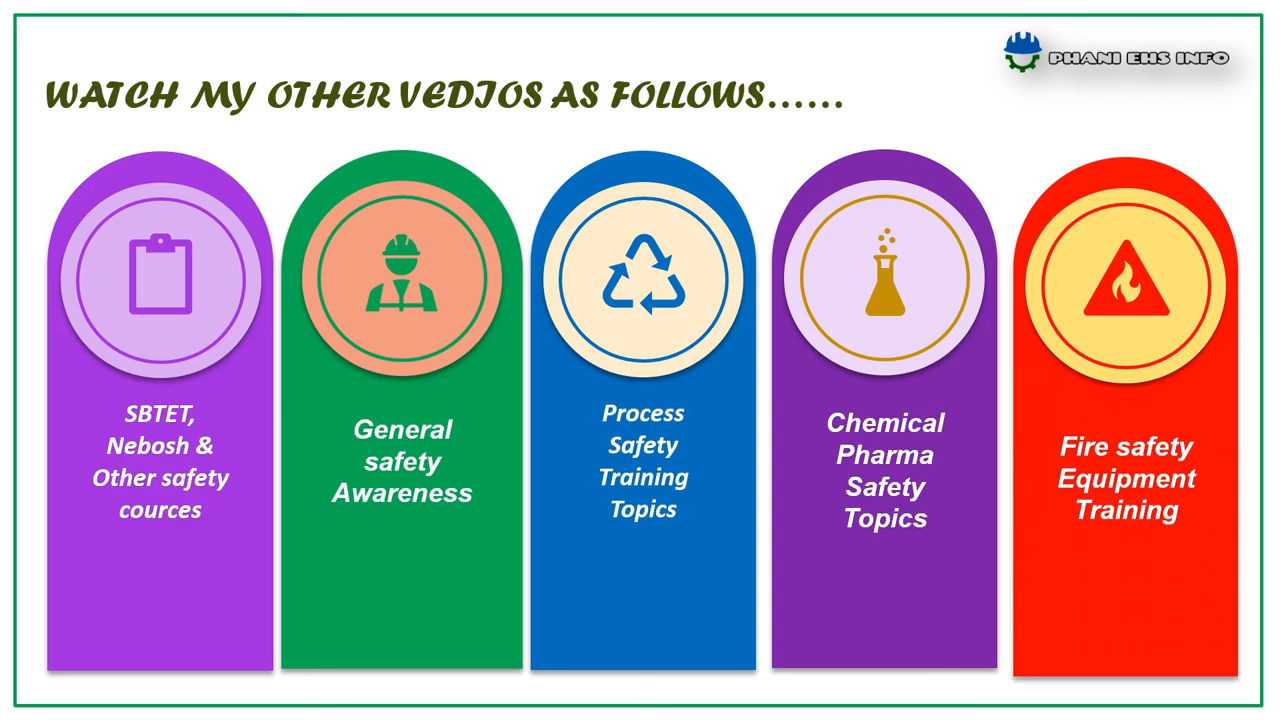 PHANI EHS INFO
WATCH MY OTHER VEDIOS AS FOLLOWS……
SBTET,
Nebosh &
Other safety
cources
General
safety
Awareness
Process
Safety
Training
Topics
Chemical
Pharma
Safety
Topics
Fire safety
Equipment
Training